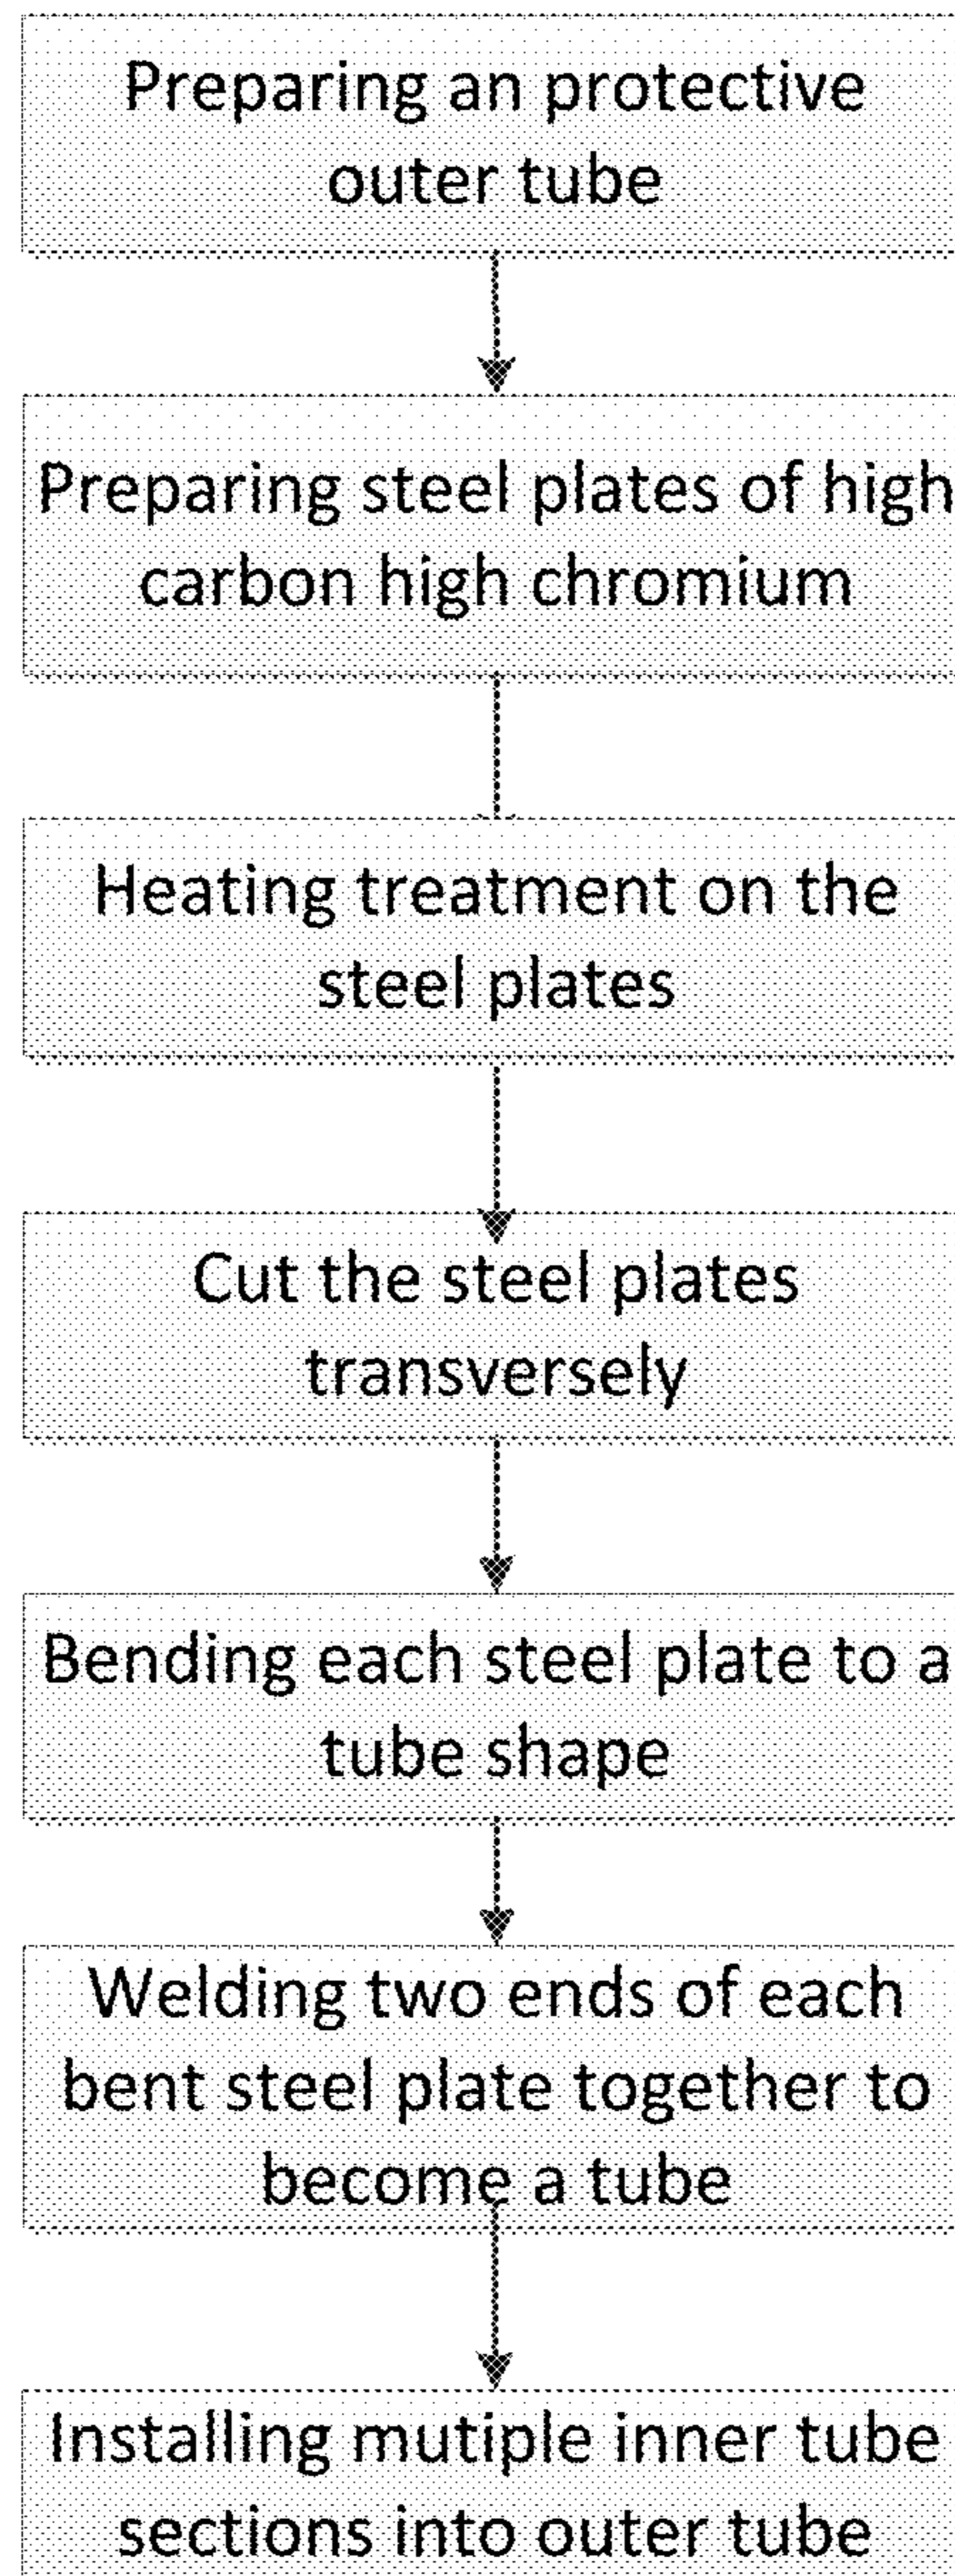 Preparing an protective
outer tube
Preparing steel plates of high
carbon high chromium
Heating treatment on the
steel plates
Cut the steel plates
transversely
Bending each steel plate to a
tube shape
Welding two ends of each
bent steel plate together to
become a tube
Installing mutiple inner tube
sections into outer tube